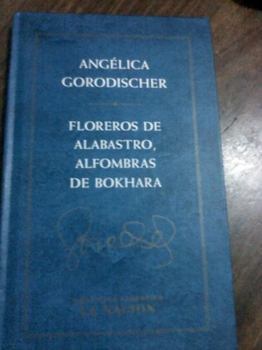 ANGÉLICA
GORODISCHER
FLOREROS DE
ALABASTRO,
ALFOMBRAS
DE BOKHARA
LA NACION